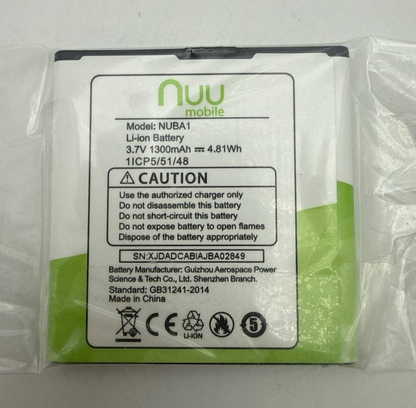 nuu
mobile
Model: NUBA1
Li-ion Battery
3.7V 1300mAh ⎓ 4.81Wh
1ICP5/51/48
⚠ CAUTION
Use the authorized charger only
Do not disassemble this battery
Do not short-circuit this battery
Do not expose battery to open flames
Dispose of the battery appropriately
SN:XJDADCABIAJBA02849
Battery Manufacturer: Guizhou Aerospace Power
Science & Tech Co., Ltd. Shenzhen Branch.
Standard: GB31241-2014
Made in China
CE LI-ION 5